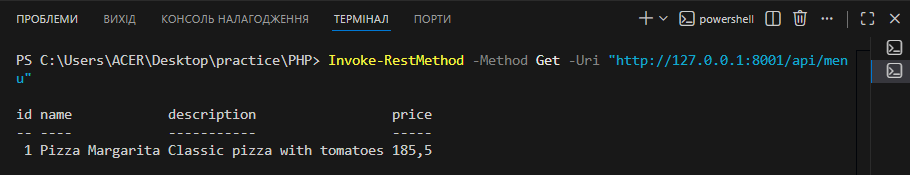 ПРОБЛЕМИ ВИХІД КОНСОЛЬ НАЛАГОДЖЕННЯ ТЕРМІНАЛ ПОРТИ powershell
PS C:\Users\ACER\Desktop\practice\PHP> Invoke-RestMethod -Method Get -Uri "http://127.0.0.1:8001/api/men
u"
id name description price
-- ---- ----------- -----
1 Pizza Margarita Classic pizza with tomatoes 185,5